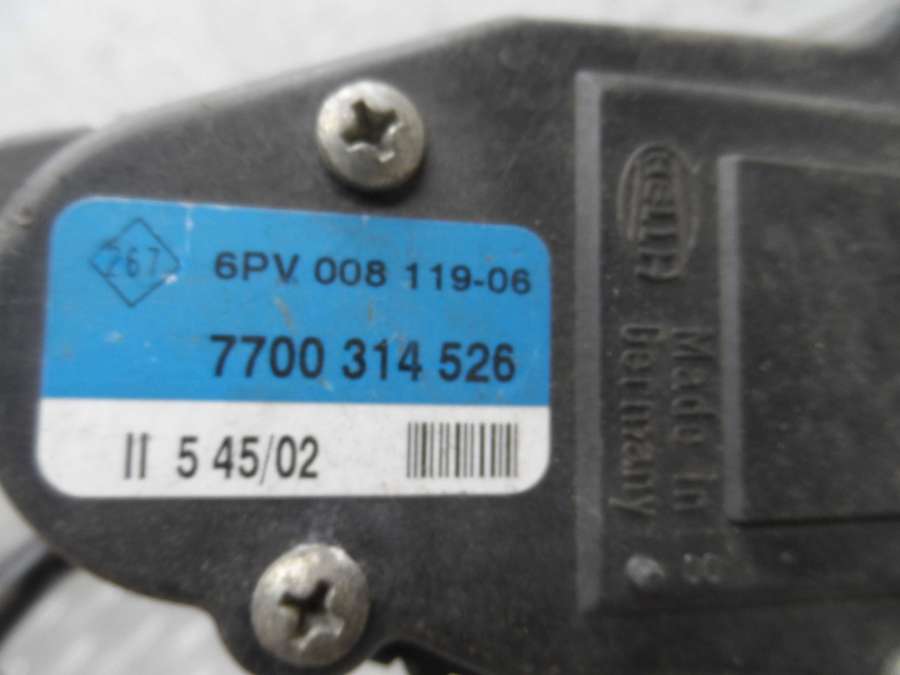 267
6PV 008 119-06
7700 314 526
II 5 45/02
HELLA
Made in
Germany